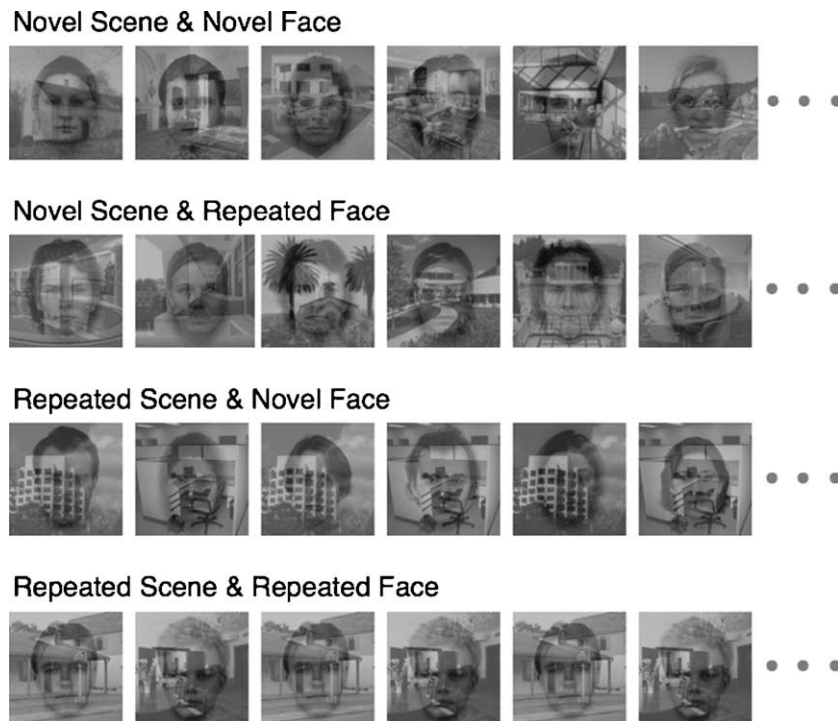 Novel Scene & Novel Face
Novel Scene & Repeated Face
Repeated Scene & Novel Face
Repeated Scene & Repeated Face